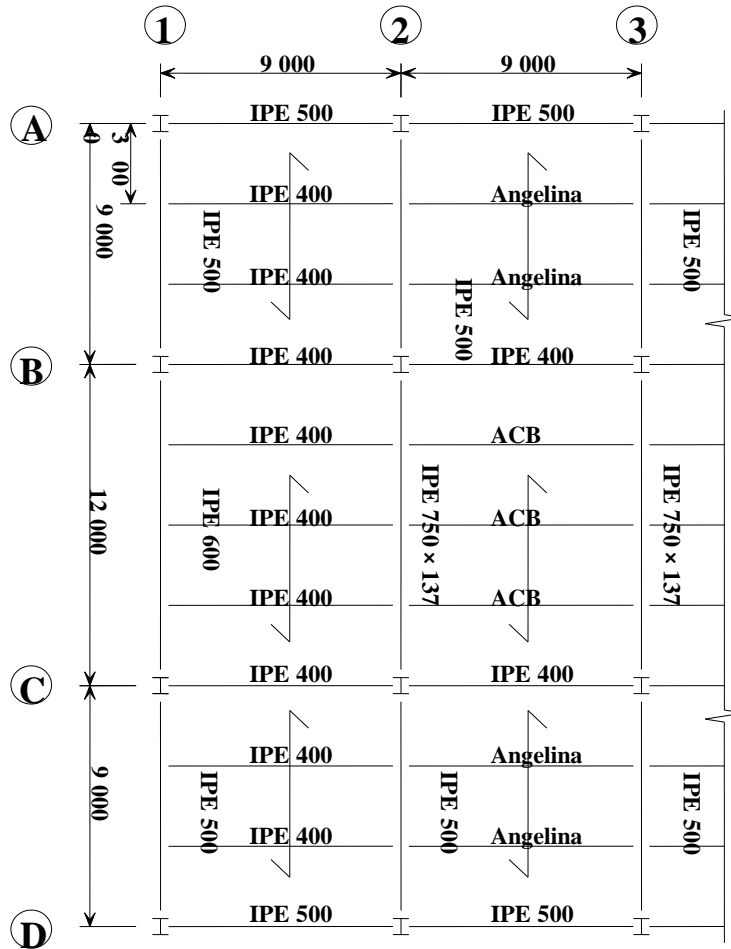 1 2 3
9 000 9 000
A IPE 500 IPE 500
3 00
0
IPE 400 Angelina
9 000 IPE 500 IPE 500
IPE 400 Angelina
IPE 500
B IPE 400 IPE 400
IPE 400 ACB
12 000 IPE 600 IPE 400 IPE 750 × 137 ACB IPE 750 × 137
IPE 400 ACB
C IPE 400 IPE 400
IPE 400 Angelina
9 000 IPE 500 IPE 500 IPE 500
IPE 400 Angelina
D IPE 500 IPE 500